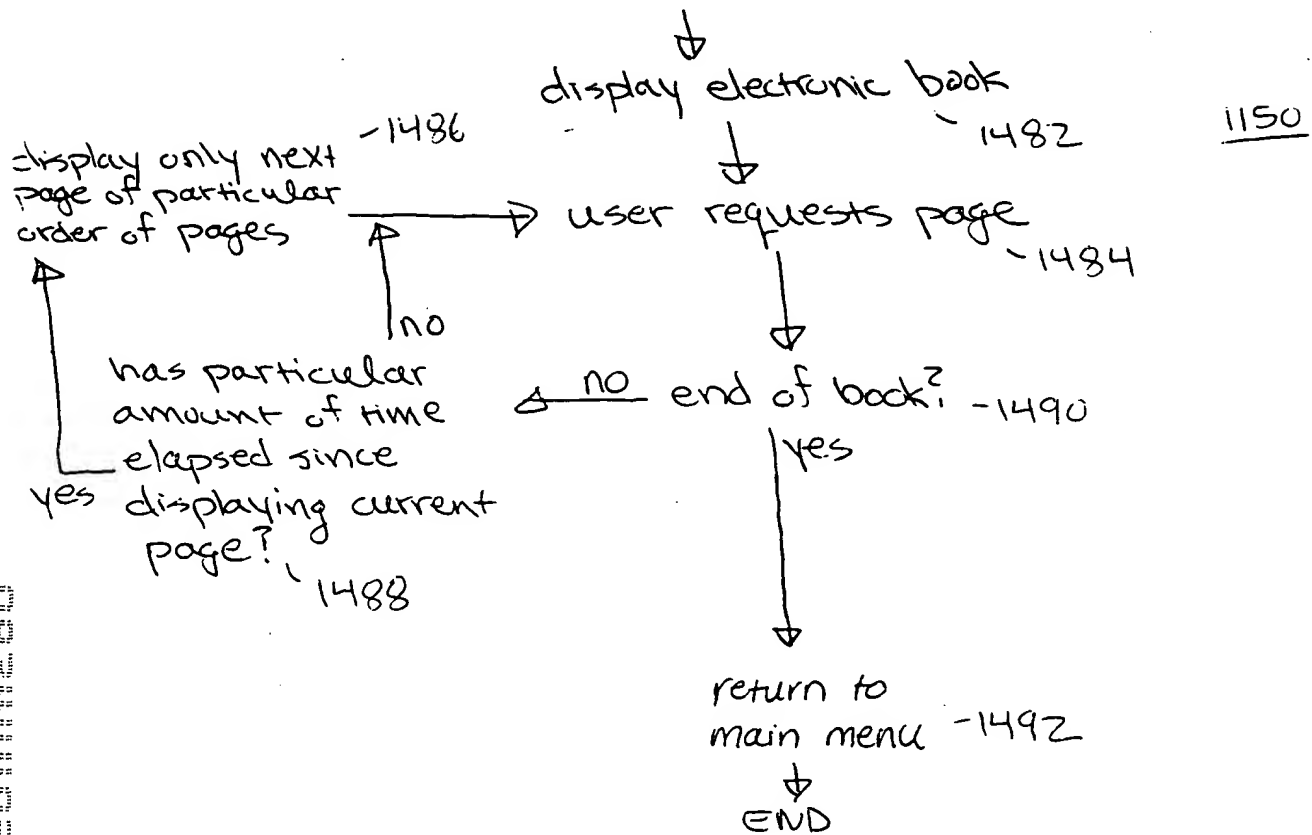 display electronic book
1482
1150
-1486
display only next
page of particular
order of pages
user requests page
-1484
no
has particular
amount of time
elapsed since
displaying current
page?
1488
yes
no
end of book? -1490
yes
return to
main menu -1492
END